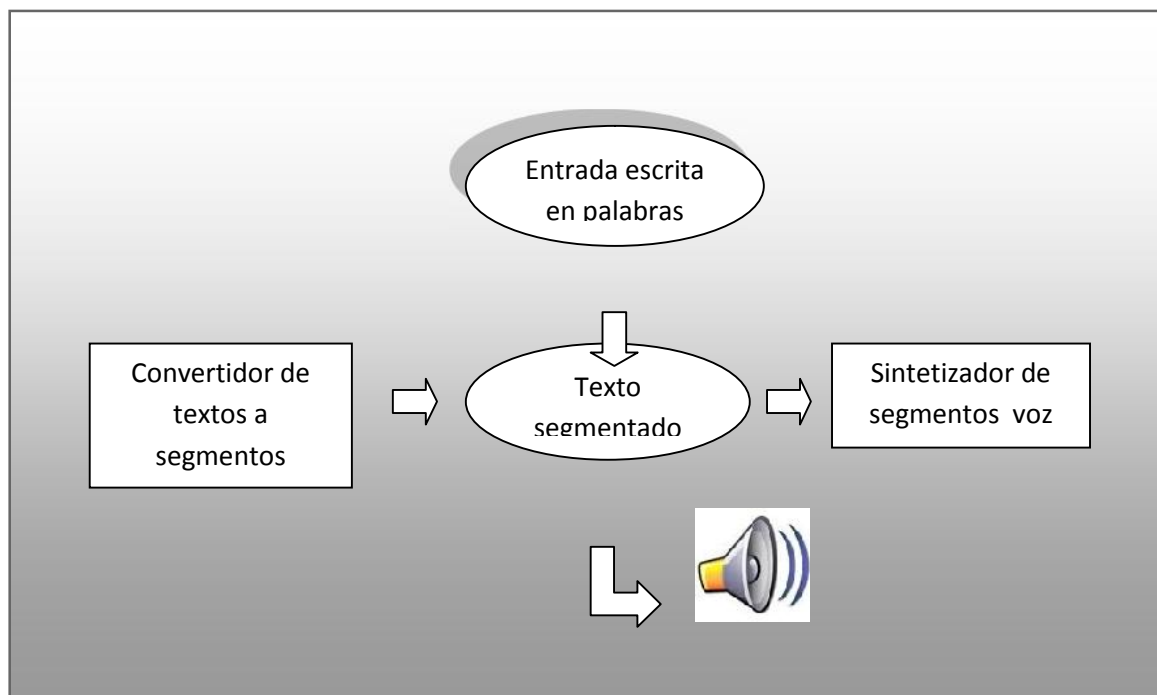 Entrada escrita
en palabras
Convertidor de
textos a
segmentos
Texto
segmentado
Sintetizador de
segmentos voz